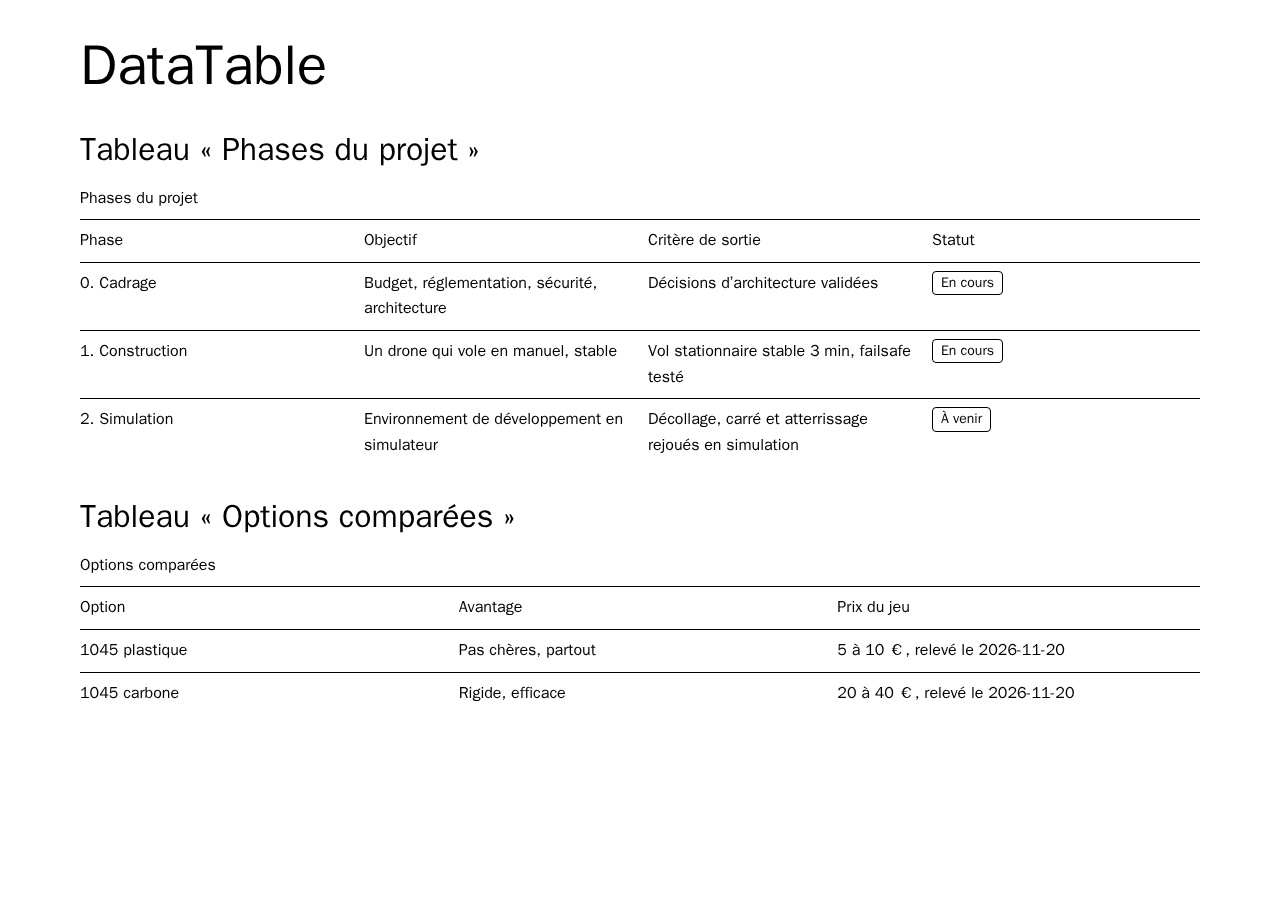 DataTable
Tableau « Phases du projet »
Phases du projet
Phase Objectif Critère de sortie Statut
0. Cadrage Budget, réglementation, sécurité, Décisions d'architecture validées En cours
architecture
1. Construction Un drone qui vole en manuel, stable Vol stationnaire stable 3 min, failsafe En cours
testé
2. Simulation Environnement de développement en Décollage, carré et atterrissage À venir
simulateur rejoués en simulation
Tableau « Options comparées »
Options comparées
Option Avantage Prix du jeu
1045 plastique Pas chères, partout 5 à 10 €, relevé le 2026-11-20
1045 carbone Rigide, efficace 20 à 40 €, relevé le 2026-11-20